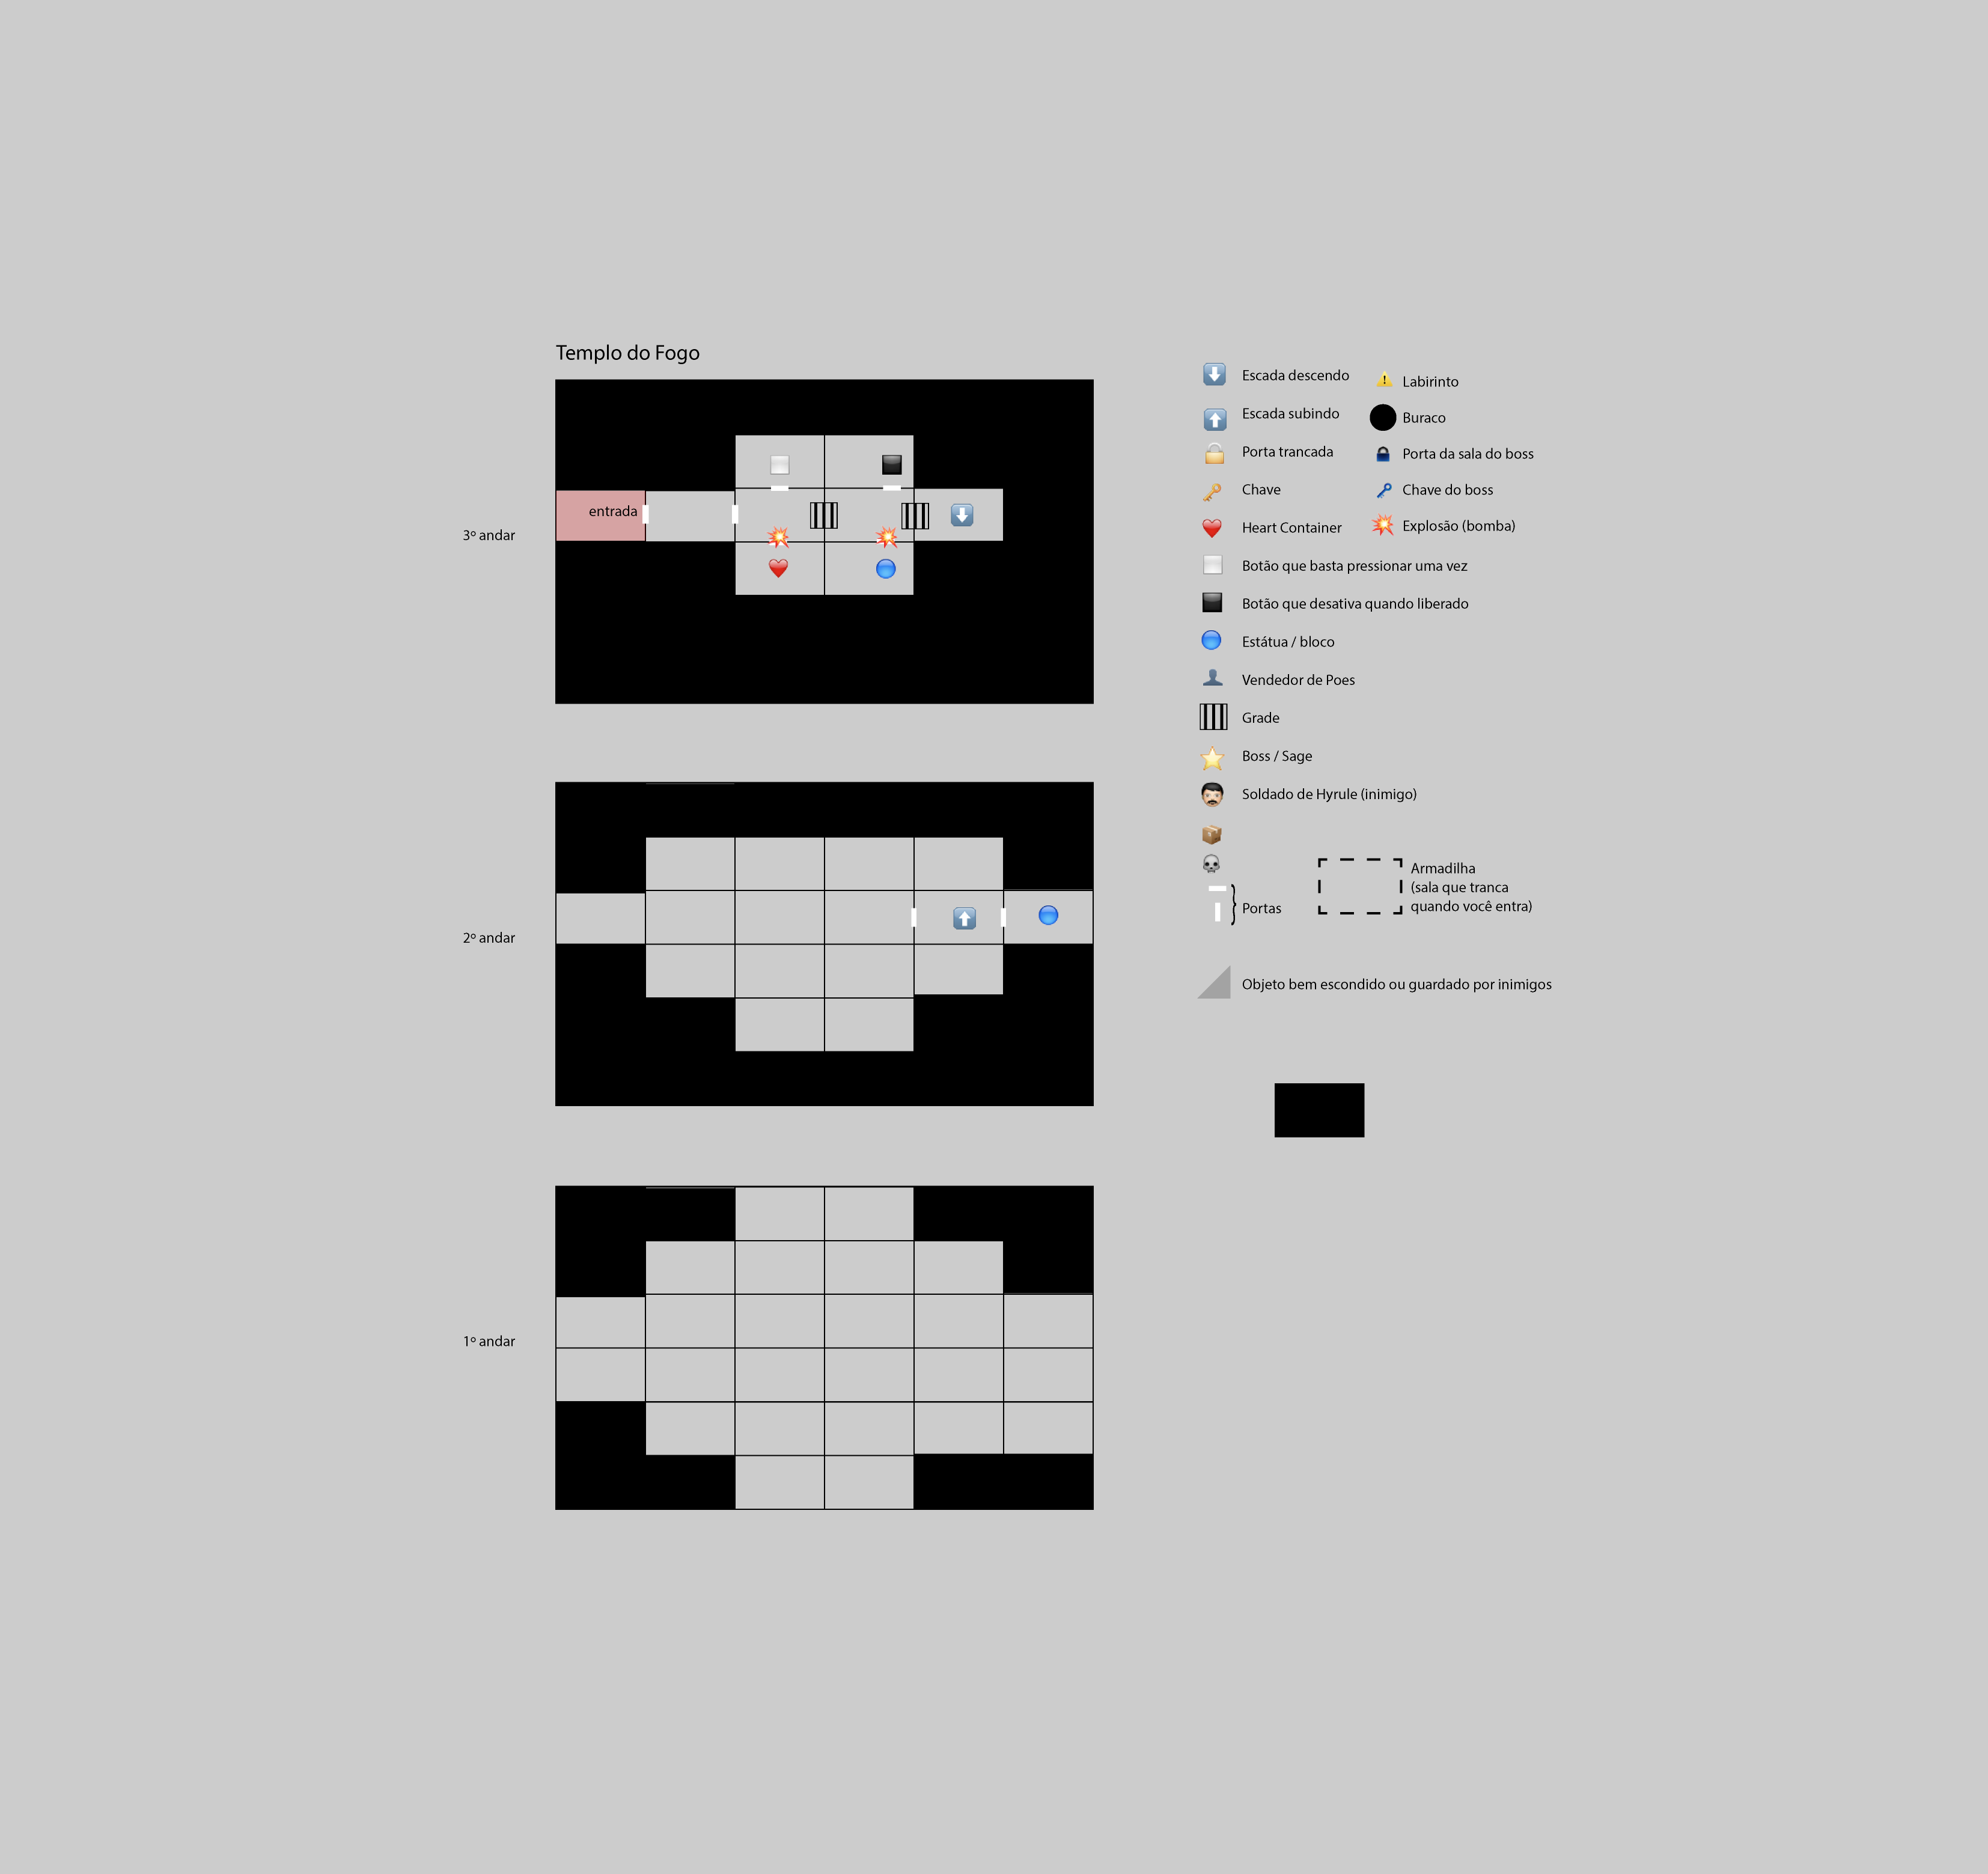 Templo do Fogo
entrada
3º andar
2º andar
1º andar
Escada descendo
Escada subindo
Porta trancada
Chave
Heart Container
Botão que basta pressionar uma vez
Botão que desativa quando liberado
Estátua / bloco
Vendedor de Poes
Grade
Boss / Sage
Soldado de Hyrule (inimigo)
Portas
Objeto bem escondido ou guardado por inimigos
Labirinto
Buraco
Porta da sala do boss
Chave do boss
Explosão (bomba)
Armadilha
(sala que tranca
quando você entra)